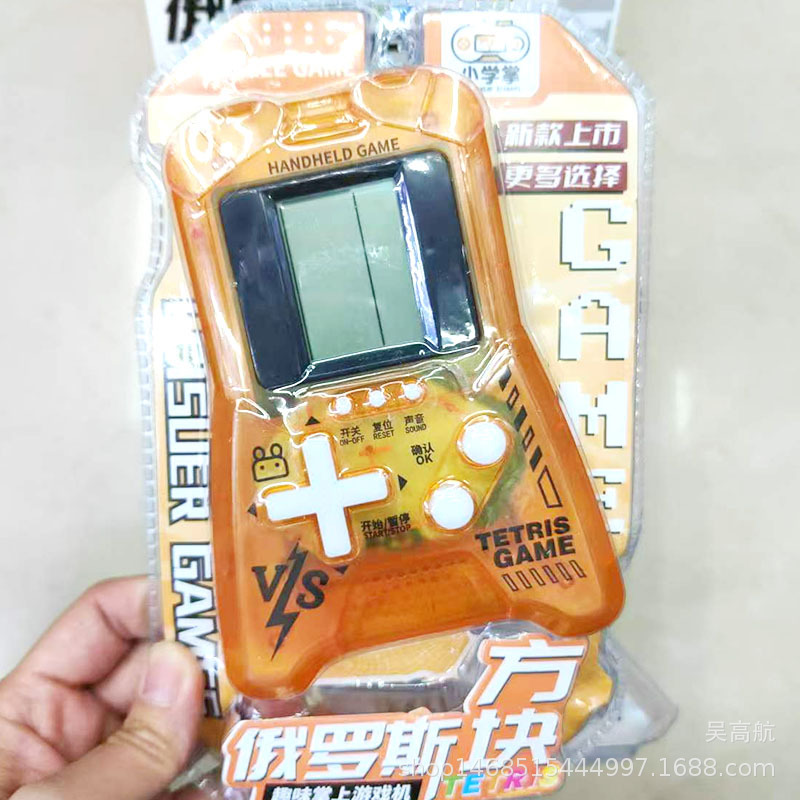 小学掌
HANDHELD GAME
新款上市
更多选择
GAME
开关
ON-OFF
复位
RESET
声音
SOUND
确认
OK
开始/暂停
START/STOP
TETRIS
GAME
VS
GAME
方块
俄罗斯
TETRIS
趣味掌上游戏机
吴高航
shop1468515444997.1688.com